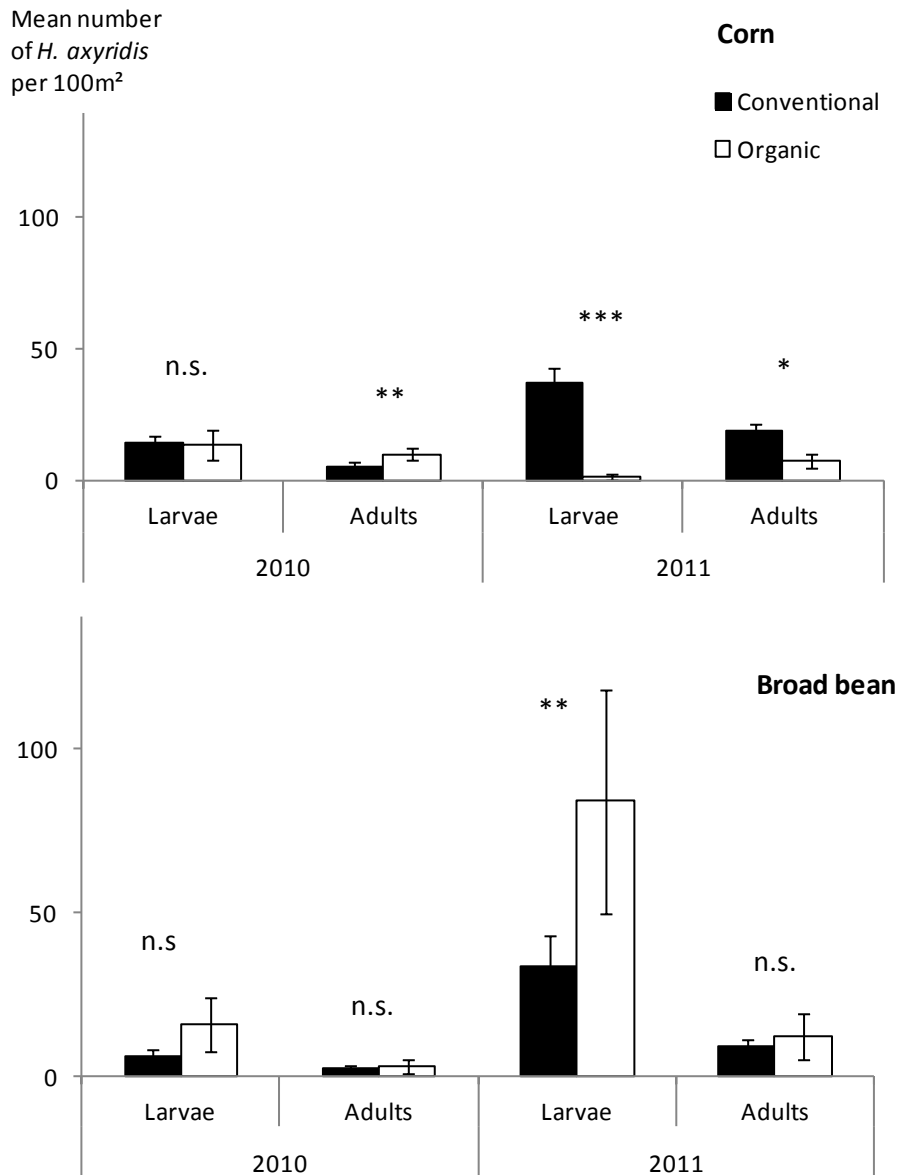 Mean number
of H. axyridis
per 100m²
Corn
Conventional
Organic
100
50
0
n.s.
**
***
*
Larvae Adults Larvae Adults
2010 2011
Broad bean
100
50
0
n.s
n.s.
**
n.s.
Larvae Adults Larvae Adults
2010 2011